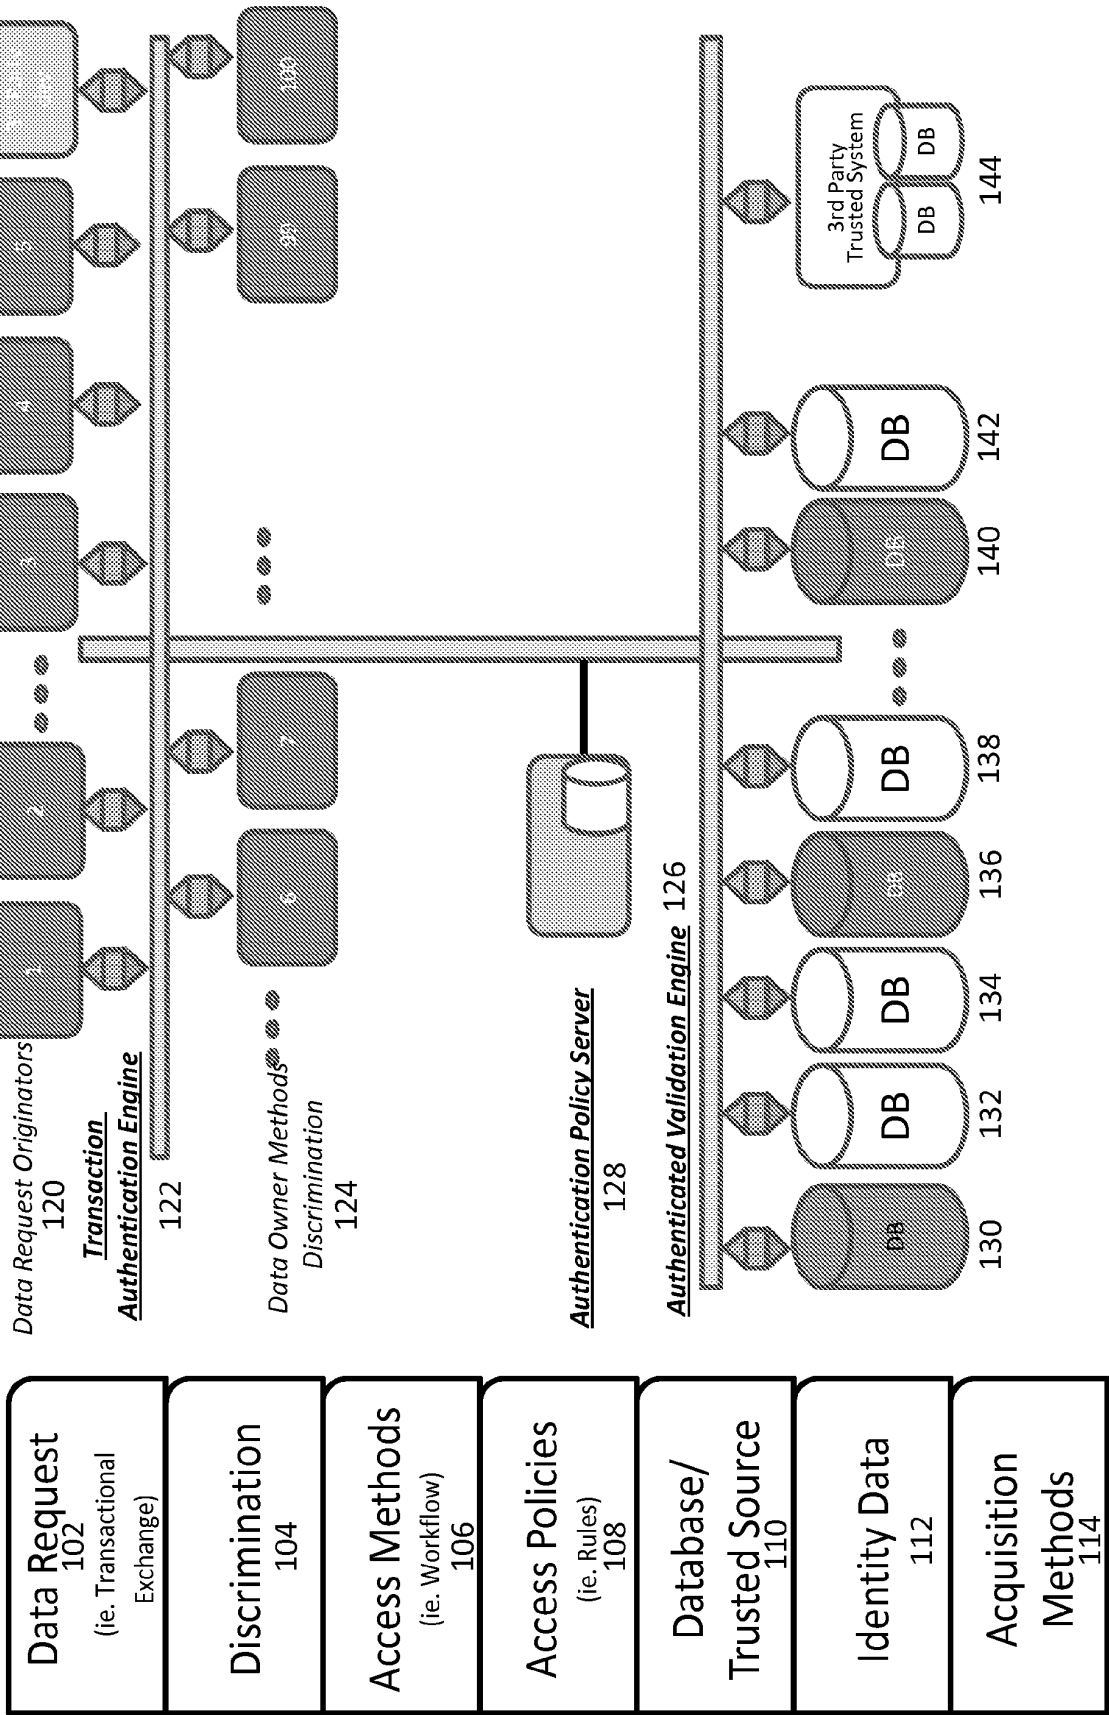 Data Request
102
(ie. Transactional
Exchange)
Discrimination
104
Access Methods
(ie. Workflow)
106
Access Policies
(ie. Rules)
108
Database/
Trusted Source
110
Identity Data
112
Acquisition
Methods
114
Data Request Originators
120
1
2
3
4
5
Transaction
Authentication Engine
122
Data Owner Methods
Discrimination
124
6
7
99
100
Authentication Policy Server
128
Authenticated Validation Engine 126
DB
130
DB
132
DB
134
DB
136
DB
138
DB
140
DB
142
3rd Party
Trusted System
DB
DB
144